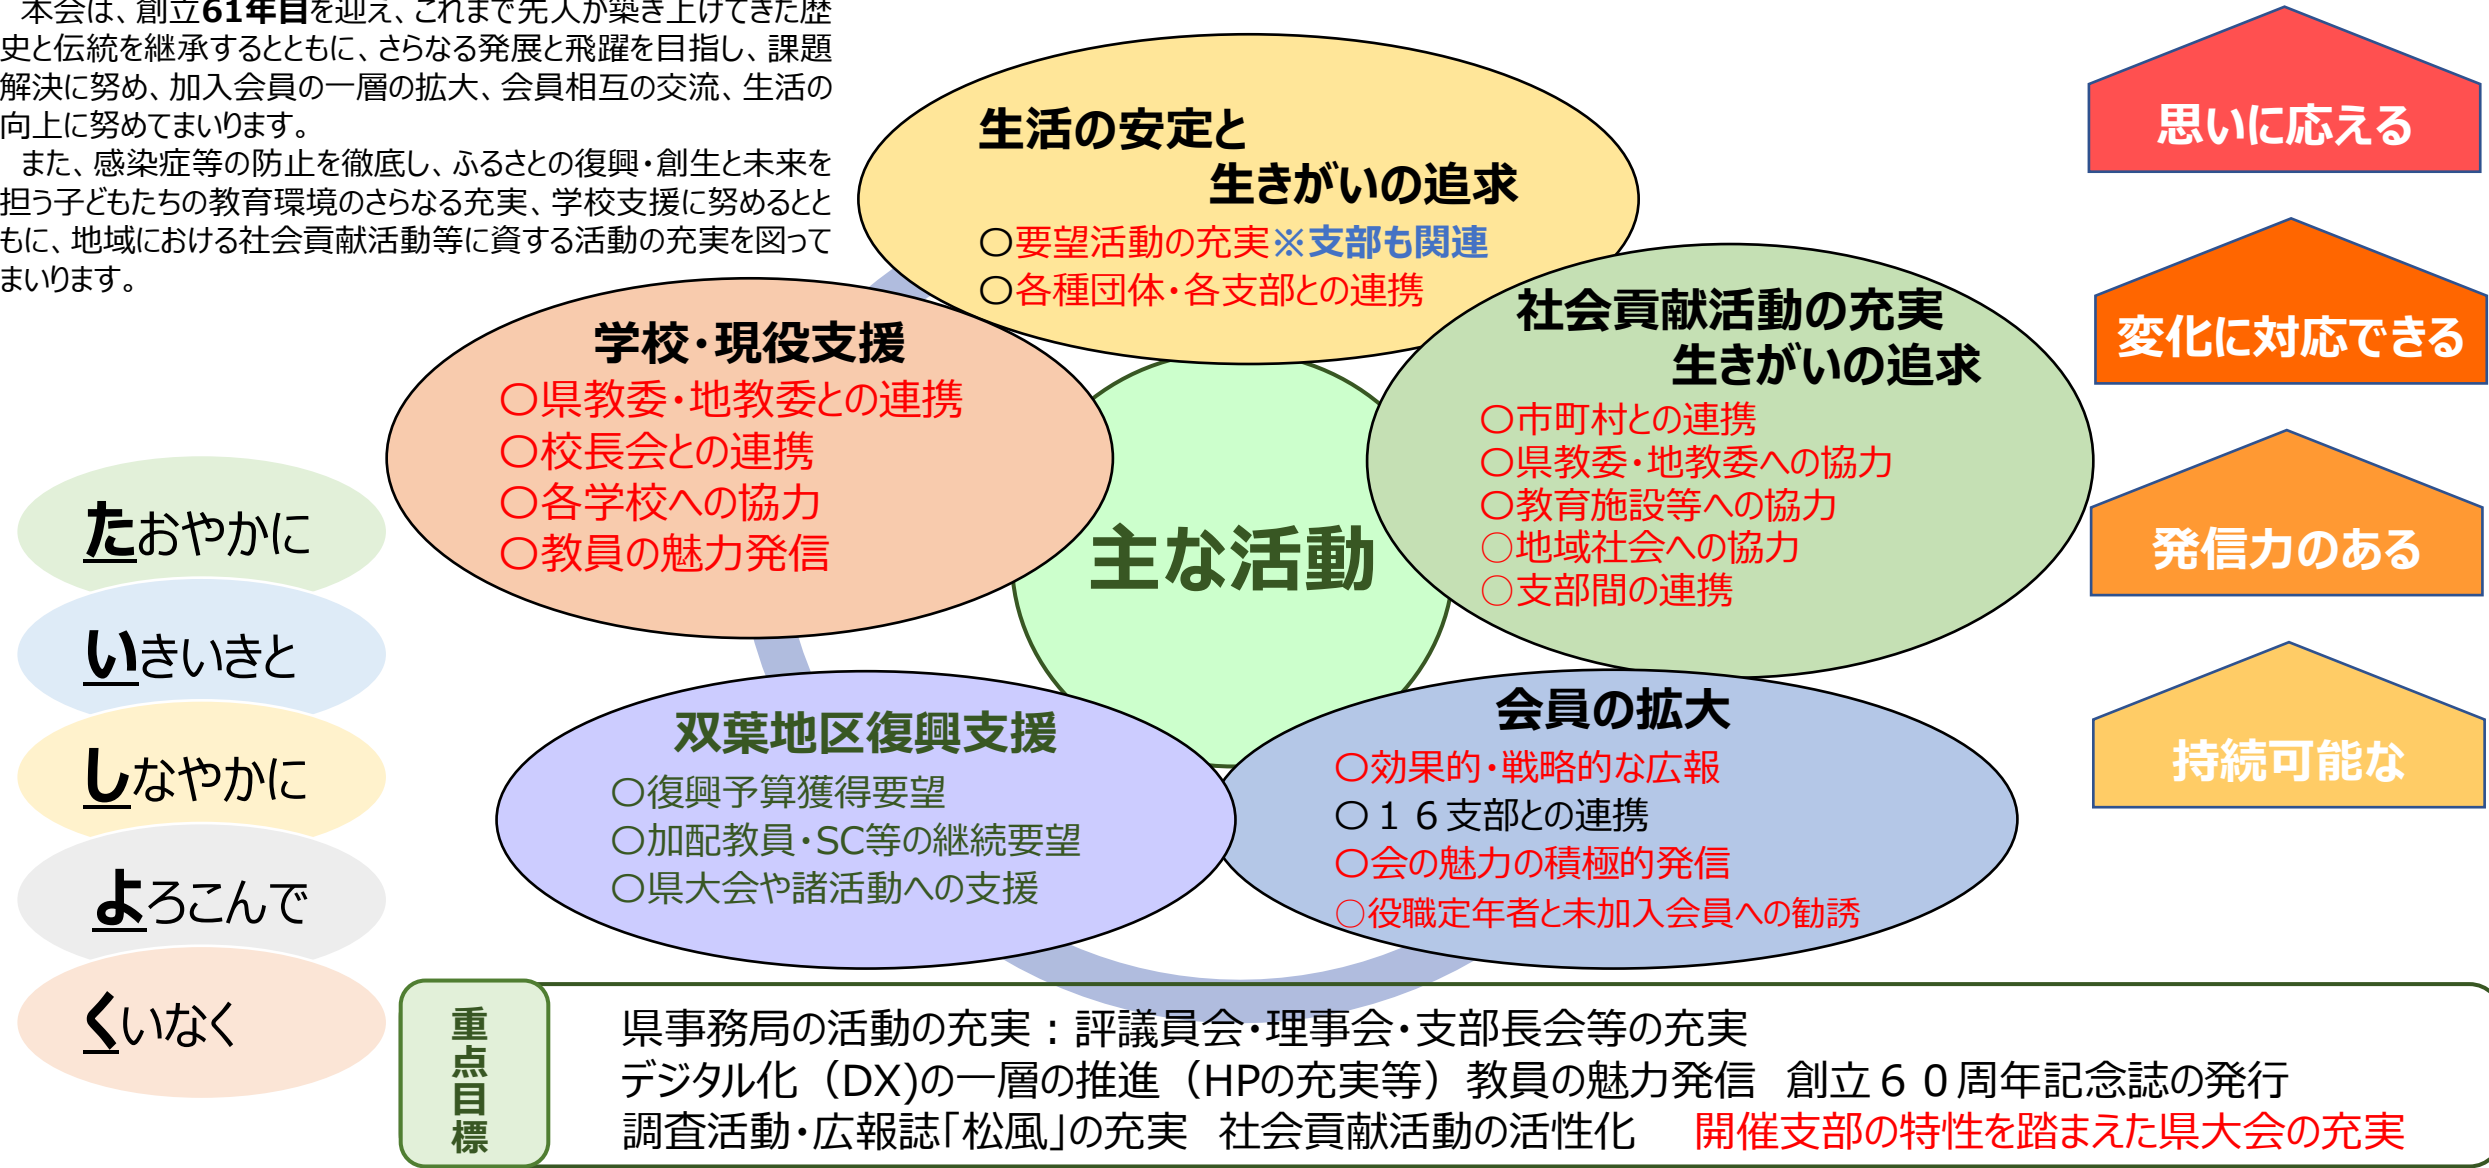 本会は、創立61年目を迎え、これまで先人が築き上げてきた歴
史と伝統を継承するとともに、さらなる発展と飛躍を目指し、課題
解決に努め、加入会員の一層の拡大、会員相互の交流、生活の
向上に努めてまいります。
また、感染症等の防止を徹底し、ふるさとの復興・創生と未来を
担う子どもたちの教育環境のさらなる充実、学校支援に努めるとと
もに、地域における社会貢献活動等に資する活動の充実を図って
まいります。
生活の安定と
生きがいの追求
〇要望活動の充実※支部も関連
〇各種団体・各支部との連携
学校・現役支援
〇県教委・地教委との連携
〇校長会との連携
〇各学校への協力
〇教員の魅力発信
社会貢献活動の充実
生きがいの追求
〇市町村との連携
〇県教委・地教委への協力
〇教育施設等への協力
○地域社会への協力
○支部間の連携
主な活動
双葉地区復興支援
〇復興予算獲得要望
〇加配教員・SC等の継続要望
〇県大会や諸活動への支援
会員の拡大
〇効果的・戦略的な広報
〇１６支部との連携
〇会の魅力の積極的発信
○役職定年者と未加入会員への勧誘
たおやかに
いきいきと
しなやかに
よろこんで
くいなく
思いに応える
変化に対応できる
発信力のある
持続可能な
重点目標
県事務局の活動の充実：評議員会・理事会・支部長会等の充実
デジタル化（DX)の一層の推進（HPの充実等）教員の魅力発信　創立６０周年記念誌の発行
調査活動・広報誌「松風」の充実　社会貢献活動の活性化　開催支部の特性を踏まえた県大会の充実